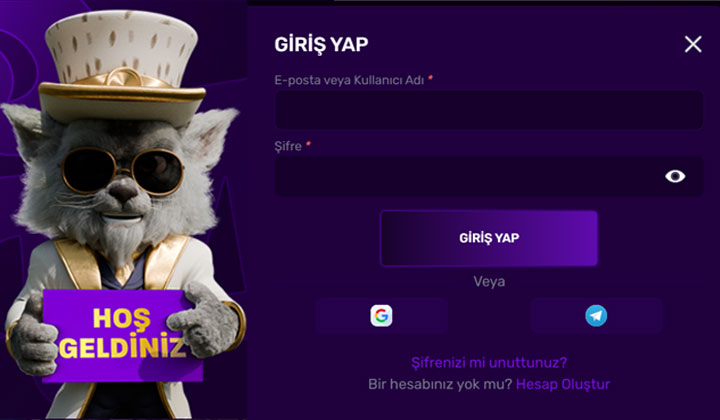 HOŞ
GELDİNİZ
GİRİŞ YAP
E-posta veya Kullanıcı Adı *
Şifre *
GİRİŞ YAP
Veya
Şifrenizi mi unuttunuz?
Bir hesabınız yok mu? Hesap Oluştur